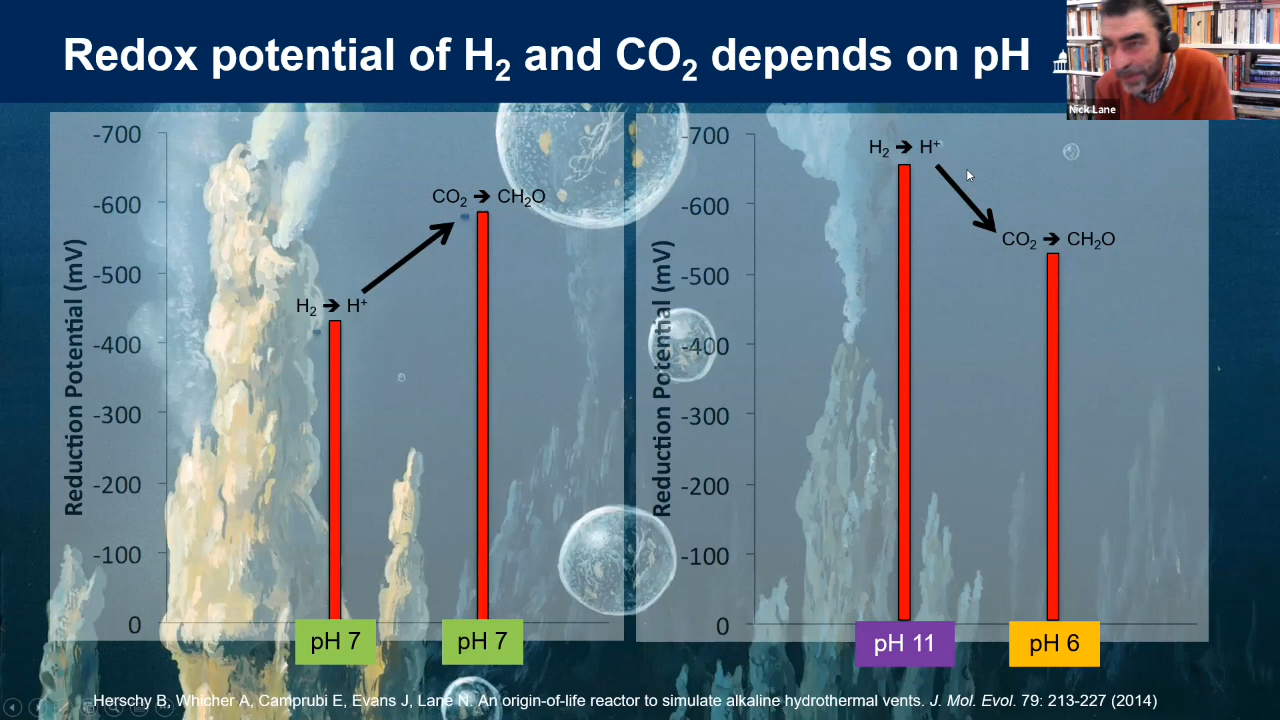 Redox potential of H₂ and CO₂ depends on pH
Nick Lane
Reduction Potential (mV)
-700
-600
-500
-400
-300
-200
-100
0
H₂ ➔ H⁺
CO₂ ➔ CH₂O
pH 7
pH 7
Reduction Potential (mV)
-700
-600
-500
-400
-300
-200
-100
0
H₂ ➔ H⁺
CO₂ ➔ CH₂O
pH 11
pH 6
Herschy B, Whicher A, Camprubi E, Evans J, Lane N. An origin-of-life reactor to simulate alkaline hydrothermal vents. J. Mol. Evol. 79: 213-227 (2014)